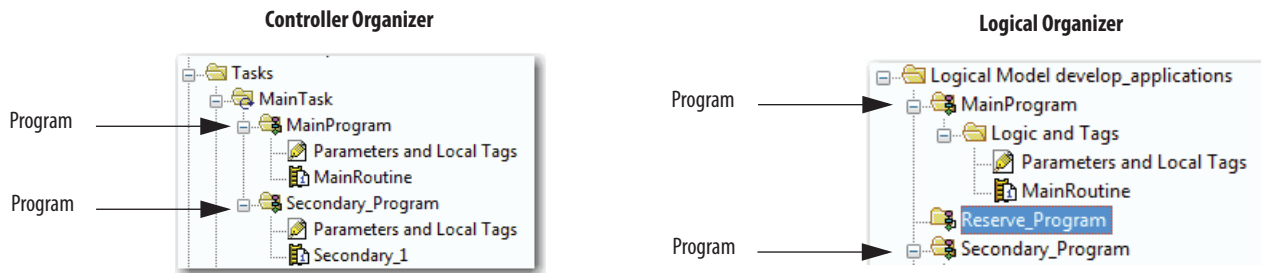 Controller Organizer
Program
Program
Tasks
MainTask
MainProgram
Parameters and Local Tags
MainRoutine
Secondary_Program
Parameters and Local Tags
Secondary_1
Logical Organizer
Program
Program
Logical Model develop_applications
MainProgram
Logic and Tags
Parameters and Local Tags
MainRoutine
Reserve_Program
Secondary_Program